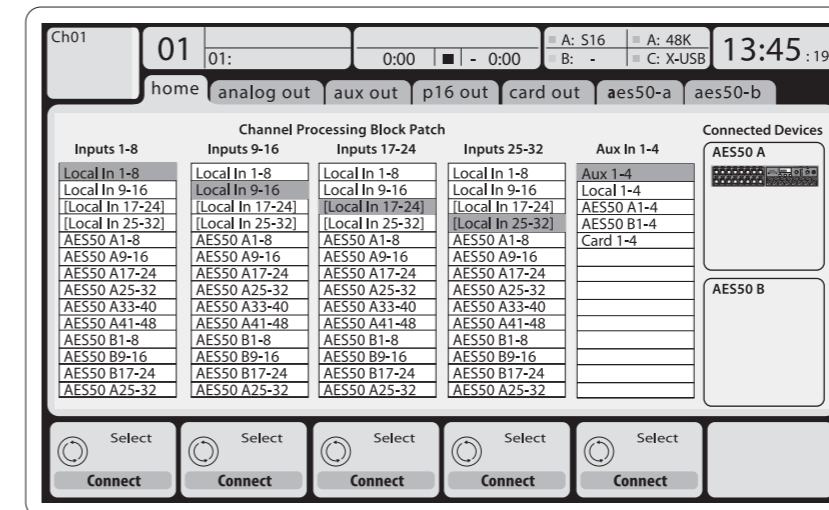 Ch01
01
01:
0:00
- 0:00
A: S16
B: -
A: 48K
C: X-USB
13:45 :19
home
analog out
aux out
p16 out
card out
aes50-a
aes50-b
Channel Processing Block Patch
Connected Devices
Inputs 1-8
Inputs 9-16
Inputs 17-24
Inputs 25-32
Aux In 1-4
Local In 1-8 Local In 1-8 Local In 1-8 Local In 1-8 Aux 1-4
Local In 9-16 Local In 9-16 Local In 9-16 Local In 9-16 Local 1-4
[Local In 17-24] [Local In 17-24] [Local In 17-24] [Local In 17-24] AES50 A1-4
[Local In 25-32] [Local In 25-32] [Local In 25-32] [Local In 25-32] AES50 B1-4
AES50 A1-8 AES50 A1-8 AES50 A1-8 AES50 A1-8 Card 1-4
AES50 A9-16 AES50 A9-16 AES50 A9-16 AES50 A9-16
AES50 A17-24 AES50 A17-24 AES50 A17-24 AES50 A17-24
AES50 A25-32 AES50 A25-32 AES50 A25-32 AES50 A25-32
AES50 A33-40 AES50 A33-40 AES50 A33-40 AES50 A33-40
AES50 A41-48 AES50 A41-48 AES50 A41-48 AES50 A41-48
AES50 B1-8 AES50 B1-8 AES50 B1-8 AES50 B1-8
AES50 B9-16 AES50 B9-16 AES50 B9-16 AES50 B9-16
AES50 B17-24 AES50 B17-24 AES50 B17-24 AES50 B17-24
AES50 A25-32 AES50 A25-32 AES50 A25-32 AES50 A25-32
AES50 A
AES50 B
Select
Connect
Select
Connect
Select
Connect
Select
Connect
Select
Connect